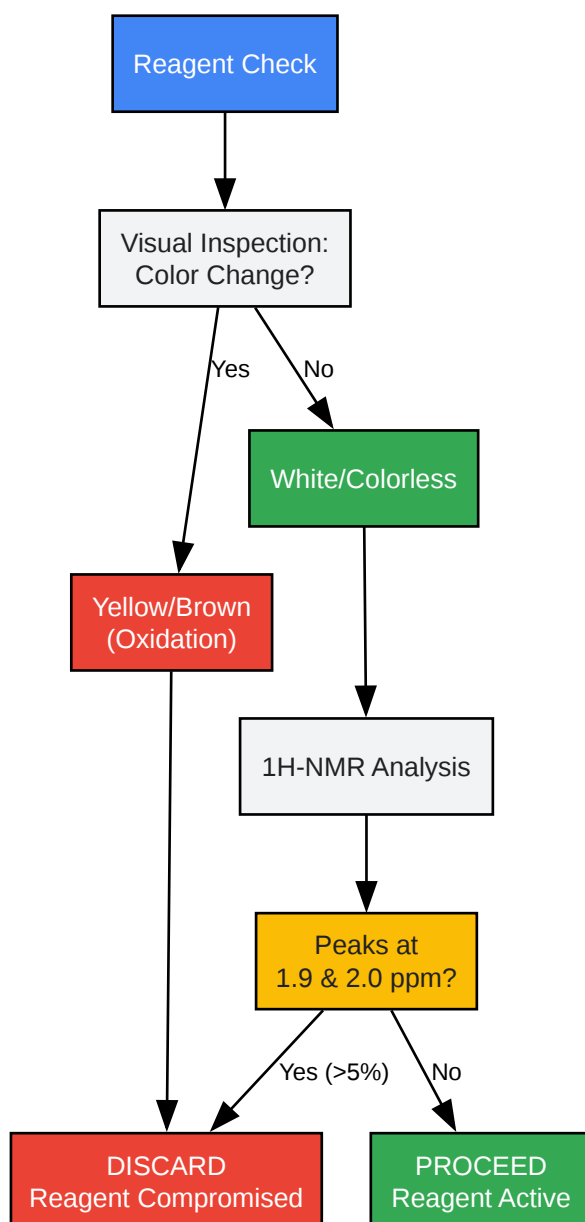 Reagent Check
Visual Inspection:
Color Change?
Yes
No
White/Colorless
Yellow/Brown
(Oxidation)
1H-NMR Analysis
Peaks at
1.9 & 2.0 ppm?
Yes (>5%)
No
DISCARD
Reagent Compromised
PROCEED
Reagent Active